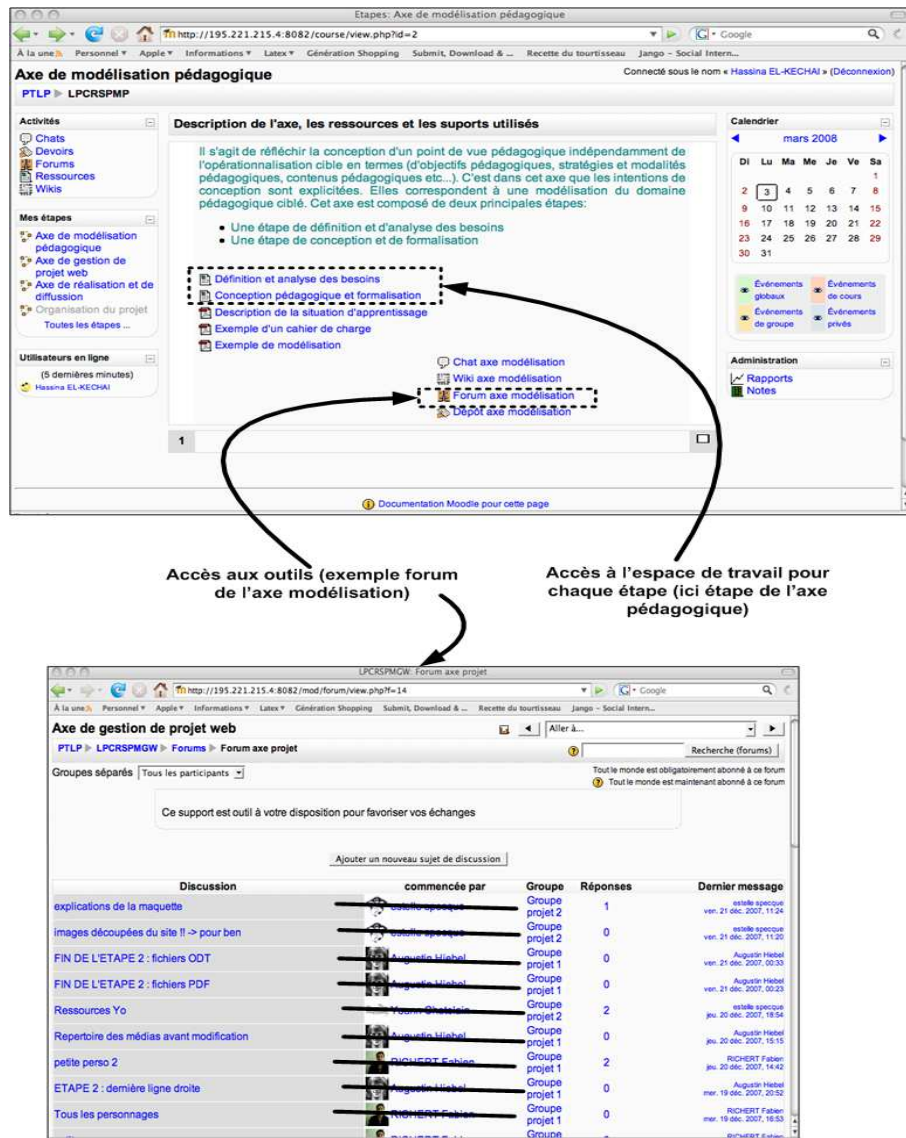 Etapes: Axe de modélisation pédagogique
http://195.221.215.4:8082/course/view.php?id=2
Google
À la une Personnel Apple Informations Latex Génération Shopping Submit, Download & ... Recette du tourtisseau Jango - Social Intern...
Axe de modélisation pédagogique
Connecté sous le nom « Hassina EL-KECHAI » (Déconnexion)
PTLP LPCRSPMP
Activités
Chats
Devoirs
Forums
Ressources
Wikis
Mes étapes
Axe de modélisation
pédagogique
Axe de gestion de
projet web
Axe de réalisation et de
diffusion
Organisation du projet
Toutes les étapes ...
Utilisateurs en ligne
(5 dernières minutes)
Hassina EL-KECHAI
Description de l'axe, les ressources et les suports utilisés
Il s'agit de réfléchir la conception d'un point de vue pédagogique indépendamment de
l'opérationnalisation cible en termes (d'objectifs pédagogiques, stratégies et modalités
pédagogiques, contenus pédagogiques etc...). C'est dans cet axe que les intentions de
conception sont explicitées. Elles correspondent à une modélisation du domaine
pédagogique ciblé. Cet axe est composé de deux principales étapes:
Une étape de définition et d'analyse des besoins
Une étape de conception et de formalisation
Définition et analyse des besoins
Conception pédagogique et formalisation
Description de la situation d'apprentissage
Exemple d'un cahier de charge
Exemple de modélisation
Chat axe modélisation
Wiki axe modélisation
Forum axe modélisation
Dépôt axe modélisation
1
Documentation Moodle pour cette page
Calendrier
mars 2008
Di Lu Ma Me Je Ve Sa
1
2 3 4 5 6 7 8
9 10 11 12 13 14 15
16 17 18 19 20 21 22
23 24 25 26 27 28 29
30 31
Événements globaux
Événements de cours
Événements de groupe
Événements privés
Administration
Rapports
Notes
Accès aux outils (exemple forum
de l'axe modélisation)
Accès à l'espace de travail pour
chaque étape (ici étape de l'axe
pédagogique)
LPCRSPMGW: Forum axe projet
http://195.221.215.4:8082/mod/forum/view.php?f=14
Google
À la une Personnel Apple Informations Latex Génération Shopping Submit, Download & ... Recette du tourtisseau Jango - Social Intern...
Axe de gestion de projet web
Aller à...
PTLP LPCRSPMGW Forums Forum axe projet
Recherche (forums)
Groupes séparés Tous les participants
Tout le monde est obligatoirement abonné à ce forum
Tout le monde est maintenant abonné à ce forum
Ce support est outil à votre disposition pour favoriser vos échanges
Ajouter un nouveau sujet de discussion
Discussion commencée par Groupe Réponses Dernier message
explications de la maquette Groupe projet 2 1 estelle specque
ven. 21 déc. 2007, 11:24
images découpées du site !! -> pour ben Groupe projet 2 0 estelle specque
ven. 21 déc. 2007, 11:20
FIN DE L'ETAPE 2 : fichiers ODT Groupe projet 1 0 Augustin Hiebel
ven. 21 déc. 2007, 00:33
FIN DE L'ETAPE 2 : fichiers PDF Groupe projet 1 0 Augustin Hiebel
ven. 21 déc. 2007, 00:23
Ressources Yo Groupe projet 2 2 estelle specque
jeu. 20 déc. 2007, 18:54
Repertoire des médias avant modification Groupe projet 1 0 Augustin Hiebel
jeu. 20 déc. 2007, 15:15
petite perso 2 Groupe projet 1 2 RICHERT Fabien
jeu. 20 déc. 2007, 14:42
ETAPE 2 : dernière ligne droite Groupe projet 1 0 Augustin Hiebel
mer. 19 déc. 2007, 20:52
Tous les personnages Groupe projet 1 0 RICHERT Fabien
mer. 19 déc. 2007, 18:53
Groupe